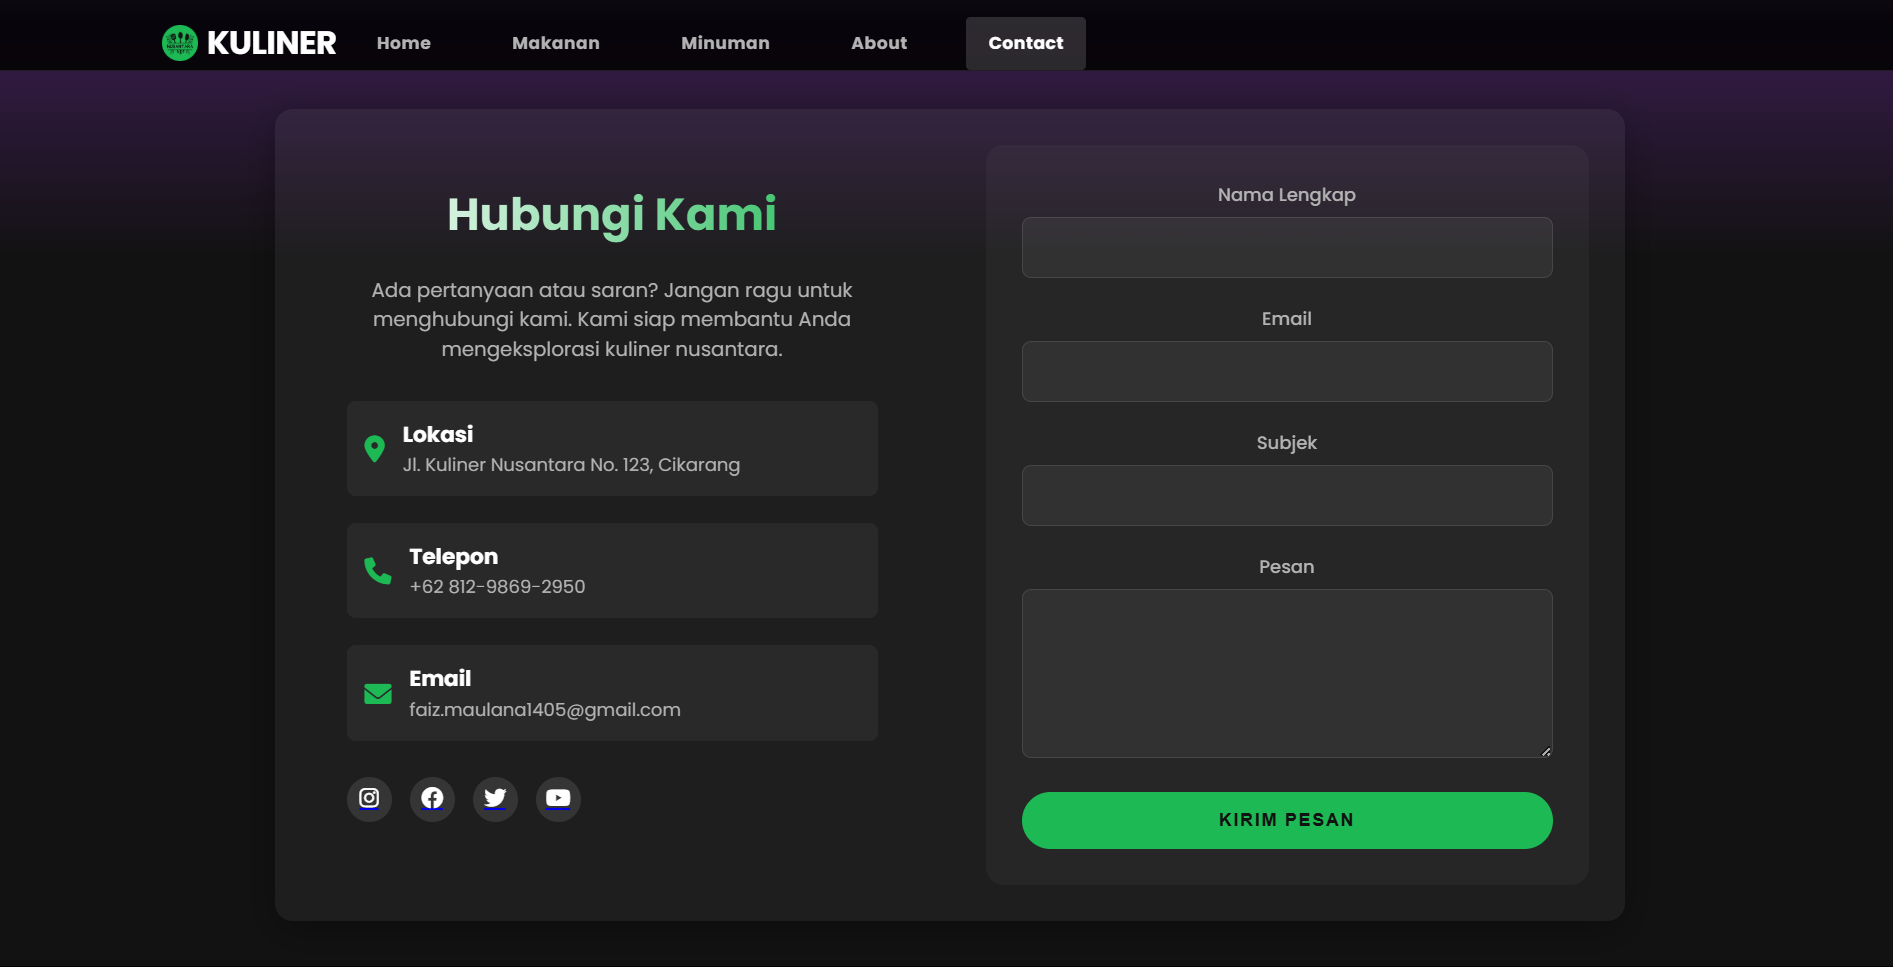 KULINER
Home
Makanan
Minuman
About
Contact
Hubungi Kami
Ada pertanyaan atau saran? Jangan ragu untuk
menghubungi kami. Kami siap membantu Anda
mengeksplorasi kuliner nusantara.
Lokasi
Jl. Kuliner Nusantara No. 123, Cikarang
Telepon
+62 812-9869-2950
Email
faiz.maulana1405@gmail.com
Nama Lengkap
Email
Subjek
Pesan
KIRIM PESAN